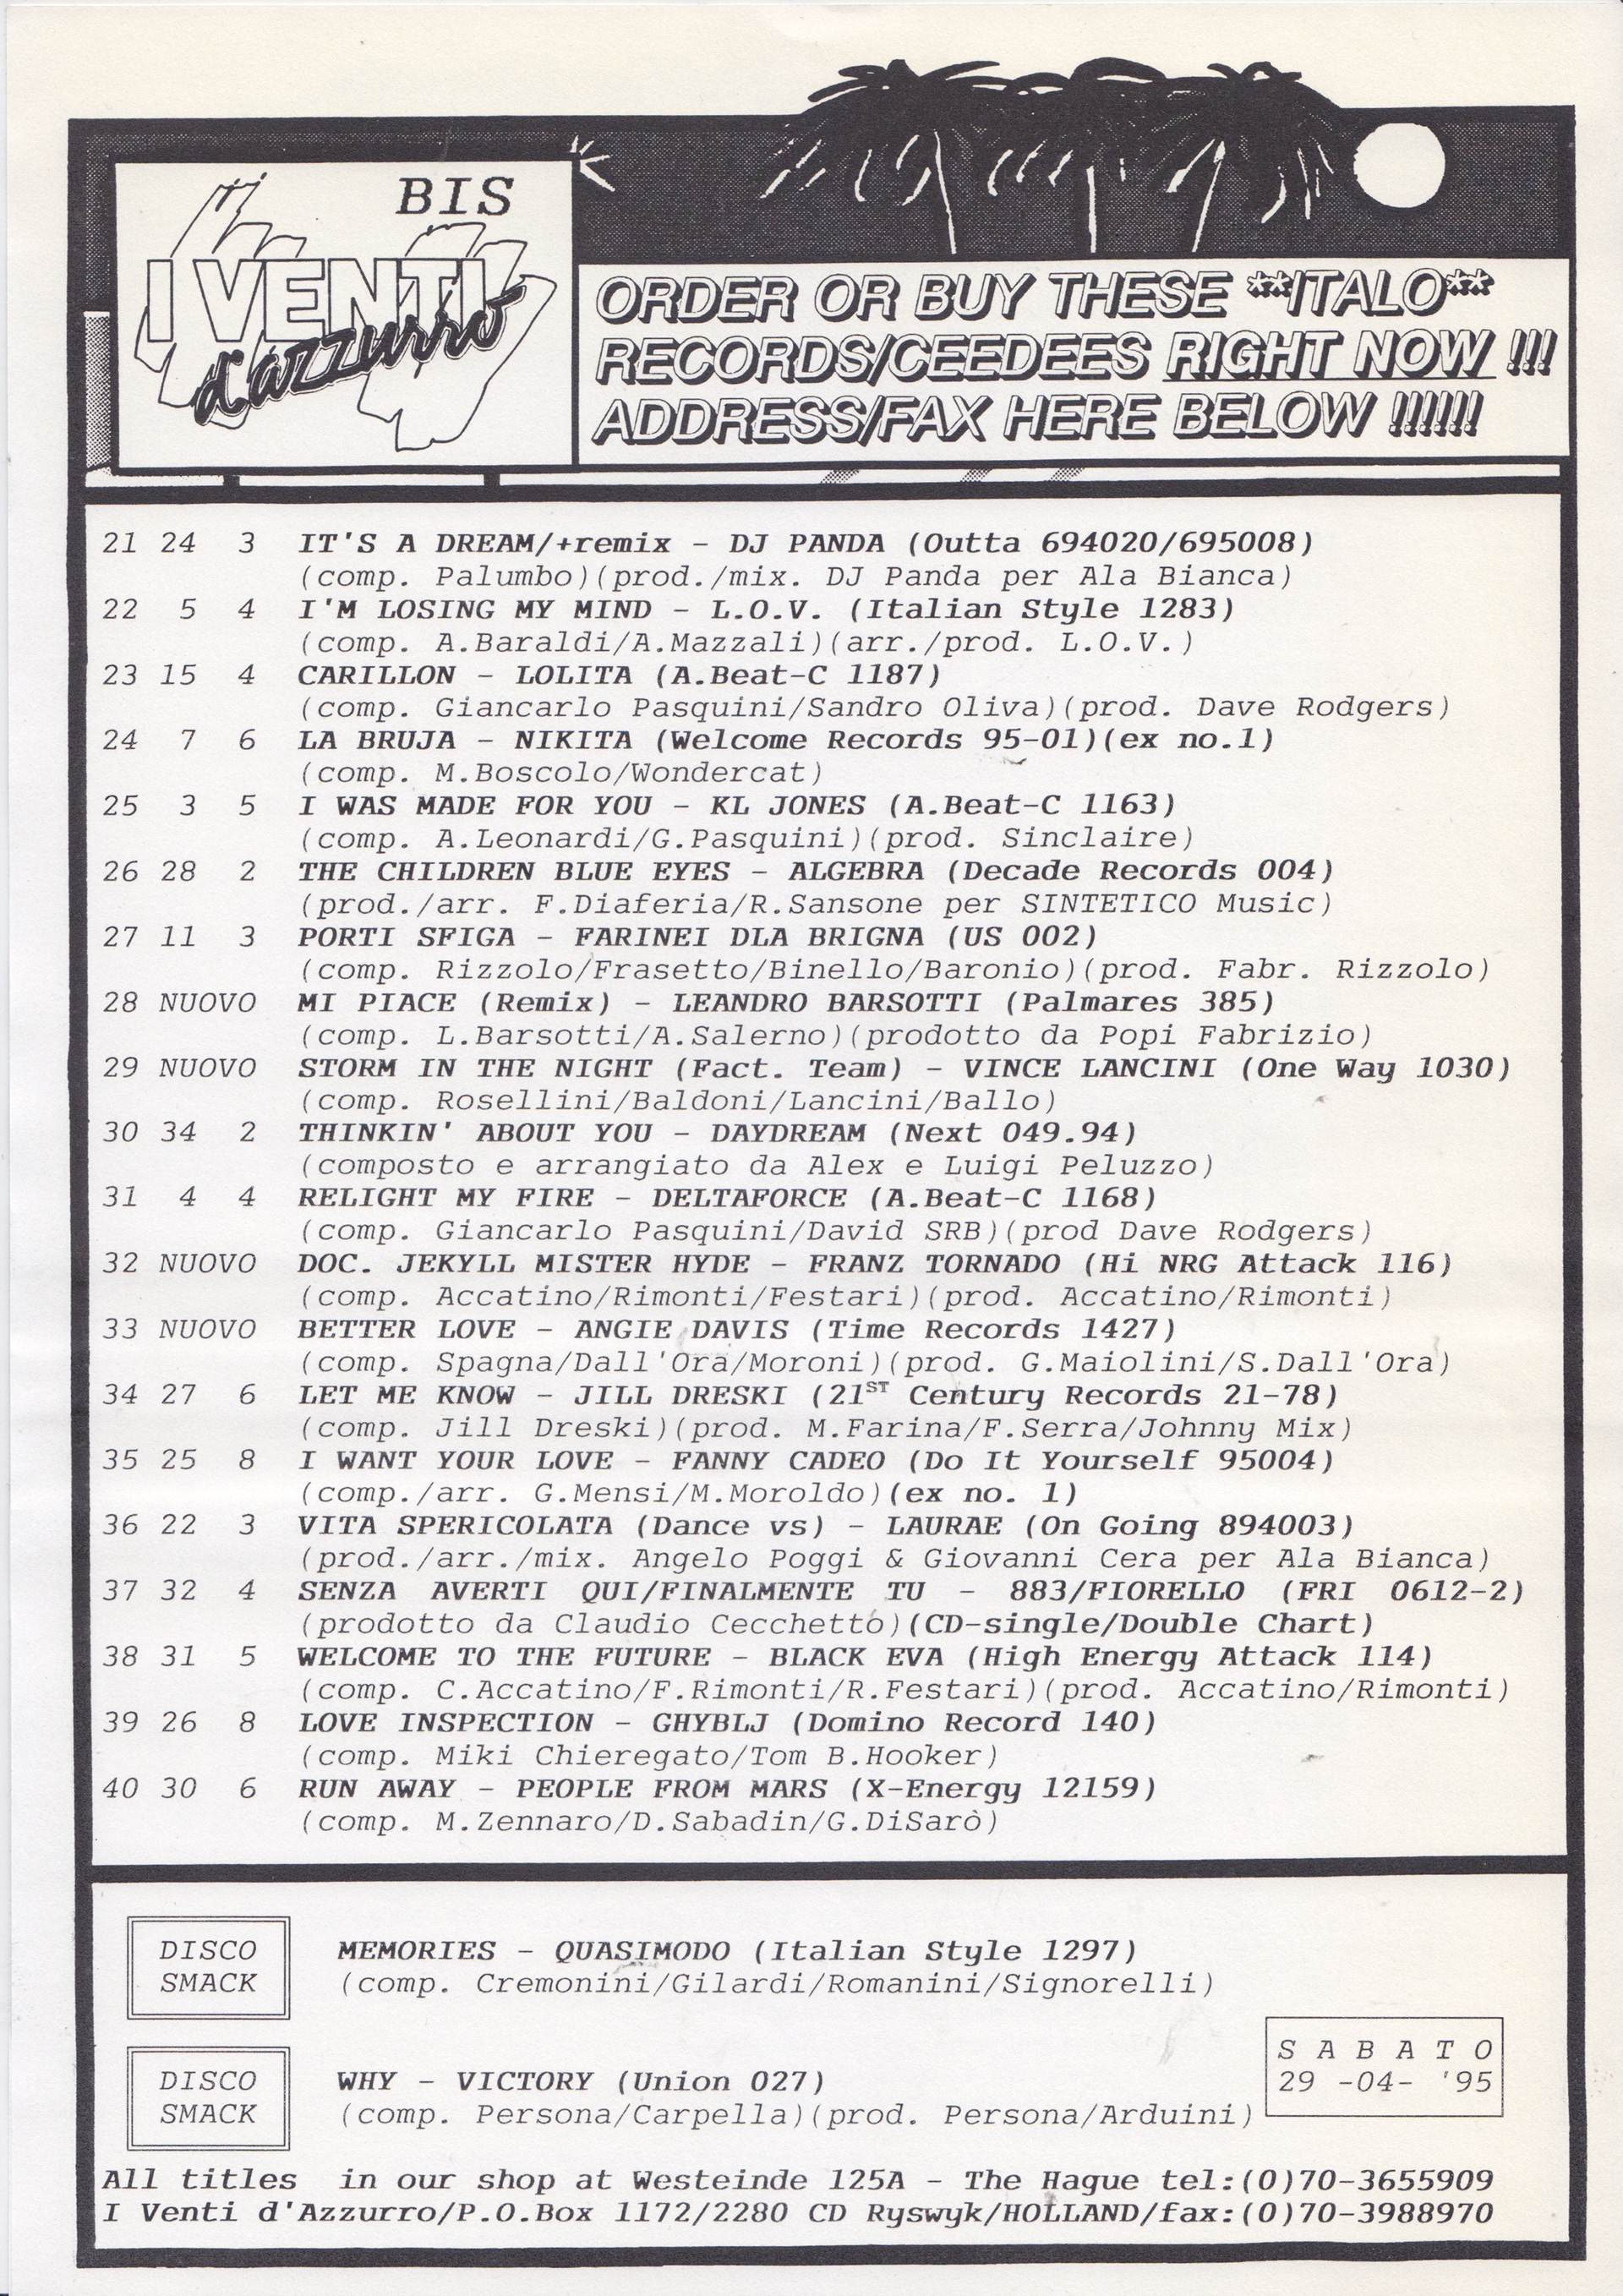 BIS
I VENTI
d'azzurro
ORDER OR BUY THESE **ITALO**
RECORDS/CEEDEES RIGHT NOW !!!
ADDRESS/FAX HERE BELOW !!!!!!
21 24 3 IT'S A DREAM/+remix - DJ PANDA (Outta 694020/695008)
(comp. Palumbo)(prod./mix. DJ Panda per Ala Bianca)
22 5 4 I'M LOSING MY MIND - L.O.V. (Italian Style 1283)
(comp. A.Baraldi/A.Mazzali)(arr./prod. L.O.V.)
23 15 4 CARILLON - LOLITA (A.Beat-C 1187)
(comp. Giancarlo Pasquini/Sandro Oliva)(prod. Dave Rodgers)
24 7 6 LA BRUJA - NIKITA (Welcome Records 95-01)(ex no.1)
(comp. M.Boscolo/Wondercat)
25 3 5 I WAS MADE FOR YOU - KL JONES (A.Beat-C 1163)
(comp. A.Leonardi/G.Pasquini)(prod. Sinclaire)
26 28 2 THE CHILDREN BLUE EYES - ALGEBRA (Decade Records 004)
(prod./arr. F.Diaferia/R.Sansone per SINTETICO Music)
27 11 3 PORTI SFIGA - FARINEI DLA BRIGNA (US 002)
(comp. Rizzolo/Frasetto/Binello/Baronio)(prod. Fabr. Rizzolo)
28 NUOVO MI PIACE (Remix) - LEANDRO BARSOTTI (Palmares 385)
(comp. L.Barsotti/A.Salerno)(prodotto da Popi Fabrizio)
29 NUOVO STORM IN THE NIGHT (Fact. Team) - VINCE LANCINI (One Way 1030)
(comp. Rosellini/Baldoni/Lancini/Ballo)
30 34 2 THINKIN' ABOUT YOU - DAYDREAM (Next 049.94)
(composto e arrangiato da Alex e Luigi Peluzzo)
31 4 4 RELIGHT MY FIRE - DELTAFORCE (A.Beat-C 1168)
(comp. Giancarlo Pasquini/David SRB)(prod Dave Rodgers)
32 NUOVO DOC. JEKYLL MISTER HYDE - FRANZ TORNADO (Hi NRG Attack 116)
(comp. Accatino/Rimonti/Festari)(prod. Accatino/Rimonti)
33 NUOVO BETTER LOVE - ANGIE DAVIS (Time Records 1427)
(comp. Spagna/Dall'Ora/Moroni)(prod. G.Maiolini/S.Dall'Ora)
34 27 6 LET ME KNOW - JILL DRESKI (21ST Century Records 21-78)
(comp. Jill Dreski)(prod. M.Farina/F.Serra/Johnny Mix)
35 25 8 I WANT YOUR LOVE - FANNY CADEO (Do It Yourself 95004)
(comp./arr. G.Mensi/M.Moroldo)(ex no. 1)
36 22 3 VITA SPERICOLATA (Dance vs) - LAURAE (On Going 894003)
(prod./arr./mix. Angelo Poggi & Giovanni Cera per Ala Bianca)
37 32 4 SENZA AVERTI QUI/FINALMENTE TU - 883/FIORELLO (FRI 0612-2)
(prodotto da Claudio Cecchetto)(CD-single/Double Chart)
38 31 5 WELCOME TO THE FUTURE - BLACK EVA (High Energy Attack 114)
(comp. C.Accatino/F.Rimonti/R.Festari)(prod. Accatino/Rimonti)
39 26 8 LOVE INSPECTION - GHYBLJ (Domino Record 140)
(comp. Miki Chieregato/Tom B.Hooker)
40 30 6 RUN AWAY - PEOPLE FROM MARS (X-Energy 12159)
(comp. M.Zennaro/D.Sabadin/G.DiSarò)
DISCO
SMACK
MEMORIES - QUASIMODO (Italian Style 1297)
(comp. Cremonini/Gilardi/Romanini/Signorelli)
DISCO
SMACK
WHY - VICTORY (Union 027)
(comp. Persona/Carpella)(prod. Persona/Arduini)
S A B A T O
29 -04- '95
All titles in our shop at Westeinde 125A - The Hague tel:(0)70-3655909
I Venti d'Azzurro/P.O.Box 1172/2280 CD Ryswyk/HOLLAND/fax:(0)70-3988970